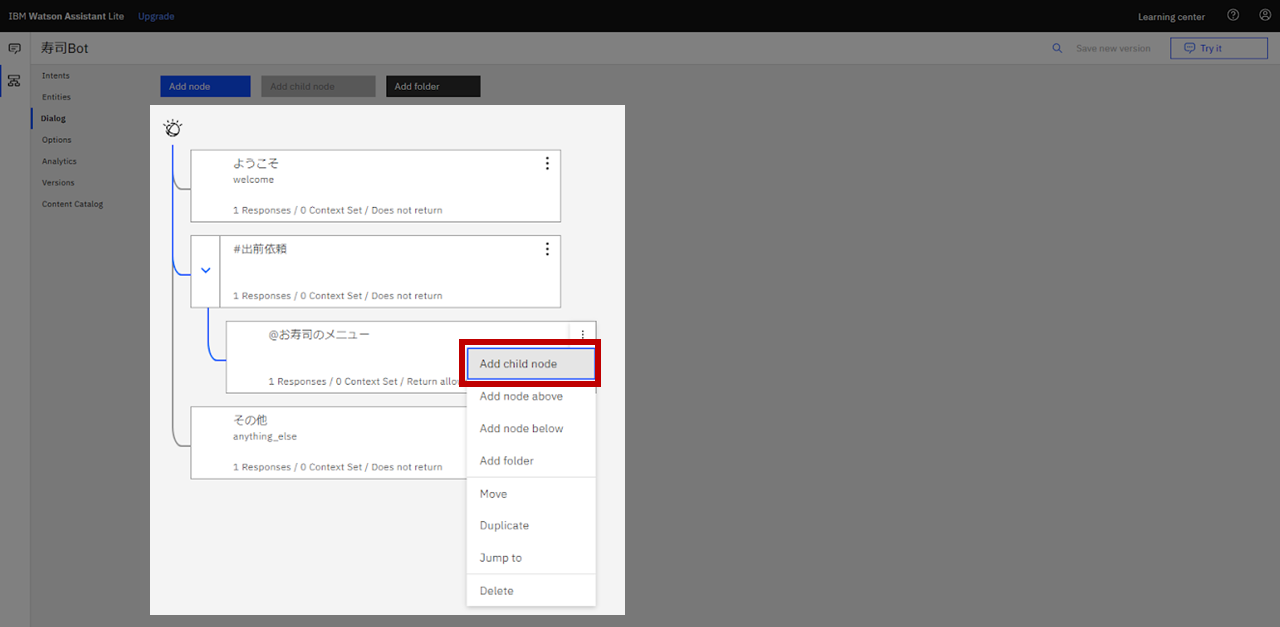 IBM Watson Assistant Lite Upgrade Learning center
寿司Bot Save new version Try it
Intents
Entities
Dialog
Options
Analytics
Versions
Content Catalog
Add node Add child node Add folder
ようこそ
welcome
1 Responses / 0 Context Set / Does not return
#出前依頼
1 Responses / 0 Context Set / Does not return
@お寿司のメニュー
1 Responses / 0 Context Set / Return allo
その他
anything_else
1 Responses / 0 Context Set / Does not return
Add child node
Add node above
Add node below
Add folder
Move
Duplicate
Jump to
Delete